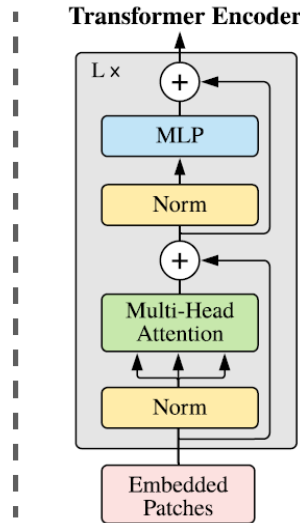 Transformer Encoder
L ×
+
MLP
Norm
+
Multi-Head
Attention
Norm
Embedded
Patches